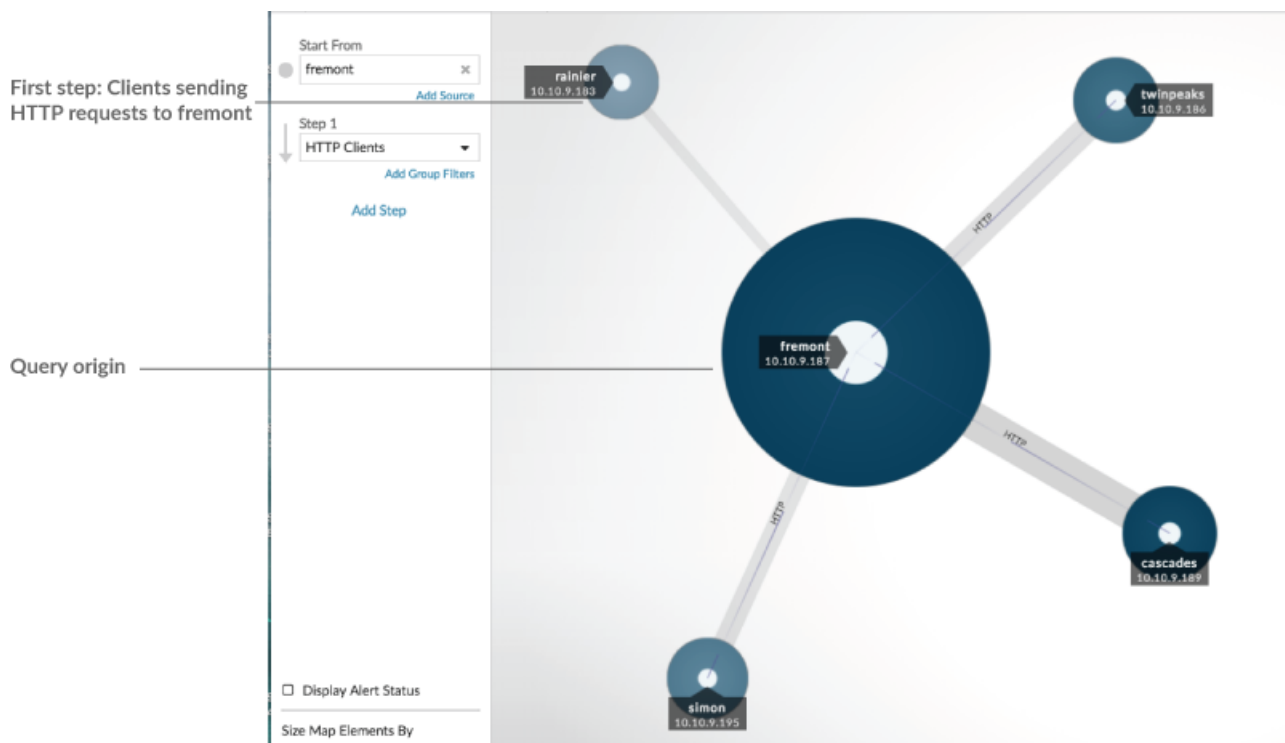 First step: Clients sending
HTTP requests to fremont
Query origin
Start From
fremont
Add Source
Step 1
HTTP Clients
Add Group Filters
Add Step
Display Alert Status
Size Map Elements By
rainier
10.10.9.183
twinpeaks
10.10.9.186
HTTP
fremont
10.10.9.187
HTTP
cascades
10.10.9.189
HTTP
simon
10.10.9.195